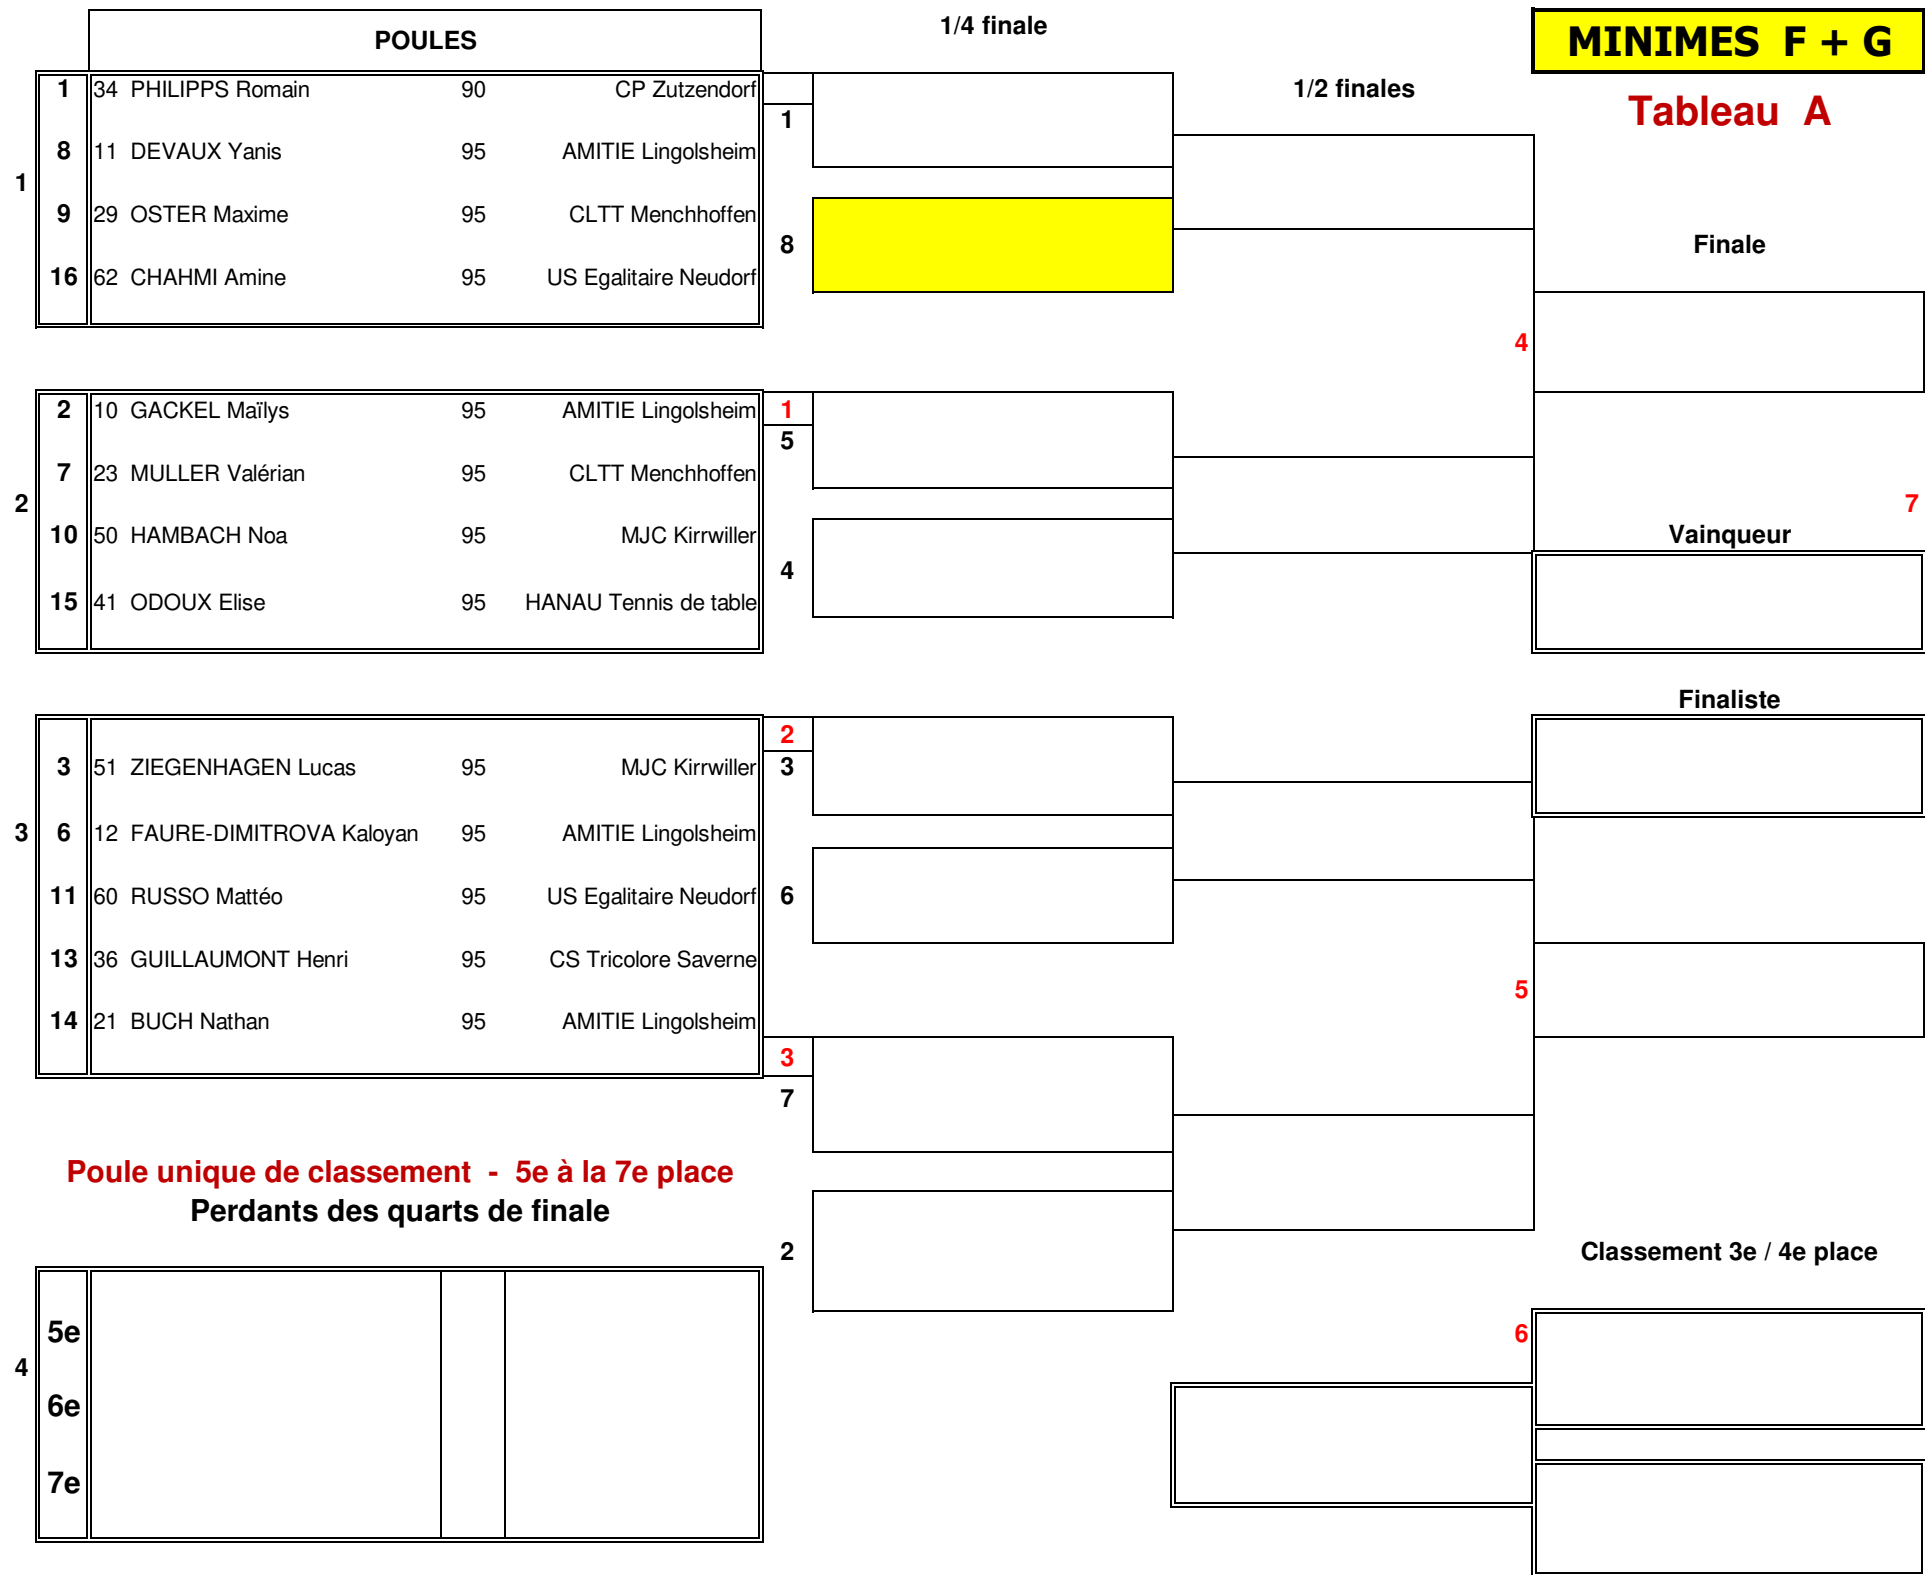 POULES
1/4 finale
MINIMES F + G
1/2 finales
Tableau A
1
1 34 PHILIPPS Romain 90 CP Zutzendorf
8 11 DEVAUX Yanis 95 AMITIE Lingolsheim
9 29 OSTER Maxime 95 CLTT Menchhoffen
16 62 CHAHMI Amine 95 US Egalitaire Neudorf
1
8
Finale
4
2
2 10 GACKEL Maïlys 95 AMITIE Lingolsheim
7 23 MULLER Valérian 95 CLTT Menchhoffen
10 50 HAMBACH Noa 95 MJC Kirrwiller
15 41 ODOUX Elise 95 HANAU Tennis de table
1
5
4
7
Vainqueur
Finaliste
3
3 51 ZIEGENHAGEN Lucas 95 MJC Kirrwiller
6 12 FAURE-DIMITROVA Kaloyan 95 AMITIE Lingolsheim
11 60 RUSSO Mattéo 95 US Egalitaire Neudorf
13 36 GUILLAUMONT Henri 95 CS Tricolore Saverne
14 21 BUCH Nathan 95 AMITIE Lingolsheim
2
3
6
5
3
7
2
Poule unique de classement - 5e à la 7e place
Perdants des quarts de finale
4
5e
6e
7e
Classement 3e / 4e place
6